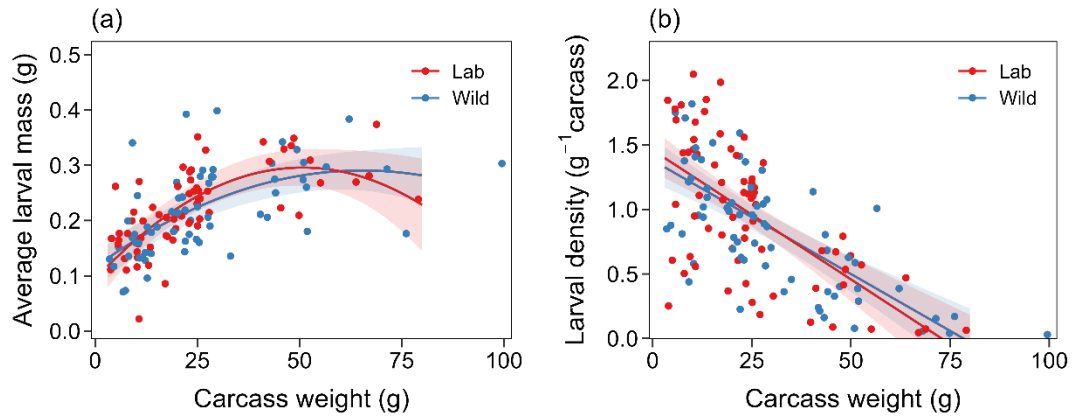 (a)
Average larval mass (g)
0.5
0.4
0.3
0.2
0.1
0.0
Lab
Wild
0
25
50
75
100
Carcass weight (g)
(b)
Larval density (g⁻¹carcass)
2.0
1.5
1.0
0.5
0.0
Lab
Wild
0
25
50
75
100
Carcass weight (g)